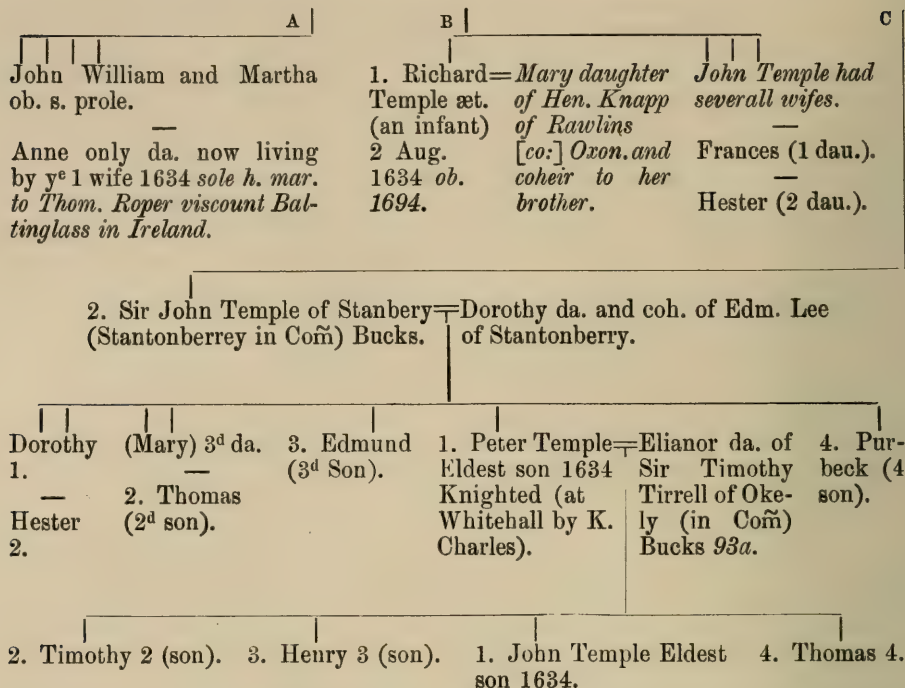 A B C
John William and Martha
ob. s. prole.
—
Anne only da. now living
by yᵉ 1 wife 1634 sole h. mar.
to Thom. Roper viscount Bal-
tinglass in Ireland.
1. Richard=
Temple æt.
(an infant)
2 Aug.
1634 ob.
1694.
Mary daughter
of Hen. Knapp
of Rawlins
[co:] Oxon. and
coheir to her
brother.
John Temple had
severall wifes.
—
Frances (1 dau.).
—
Hester (2 dau.).
2. Sir John Temple of Stanbery=
(Stantonberrey in Com̃) Bucks.
Dorothy da. and coh. of Edm. Lee
of Stantonberry.
Dorothy
1.
—
Hester
2.
(Mary) 3ᵈ da.
—
2. Thomas
(2ᵈ son).
3. Edmund
(3ᵈ Son).
1. Peter Temple=
Eldest son 1634
Knighted (at
Whitehall by K.
Charles).
Elianor da. of
Sir Timothy
Tirrell of Oke-
ly (in Com̃)
Bucks 93a.
4. Pur-
beck (4
son).
2. Timothy 2 (son).
3. Henry 3 (son).
1. John Temple Eldest
son 1634.
4. Thomas 4.